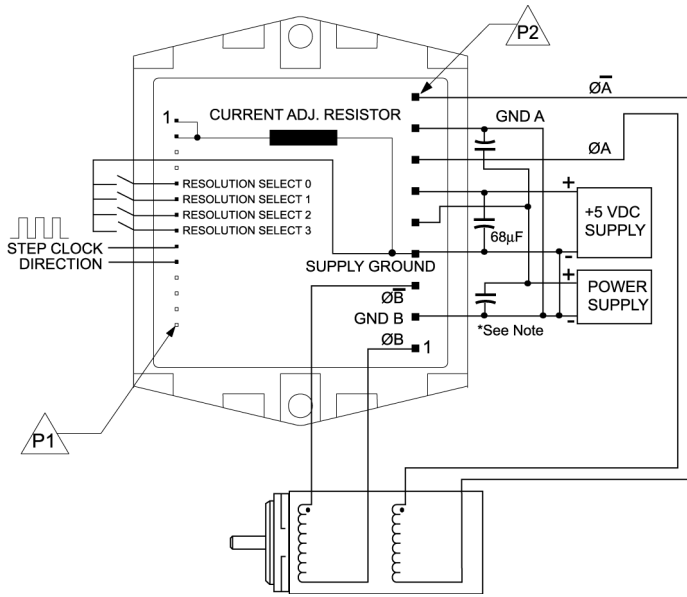 P2
ØA̅
1
CURRENT ADJ. RESISTOR
GND A
ØA
RESOLUTION SELECT 0
RESOLUTION SELECT 1
RESOLUTION SELECT 2
RESOLUTION SELECT 3
+
+5 VDC
SUPPLY
-
68µF
STEP CLOCK
DIRECTION
SUPPLY GROUND
+
POWER
SUPPLY
-
ØB̅
GND B
*See Note
ØB
1
P1